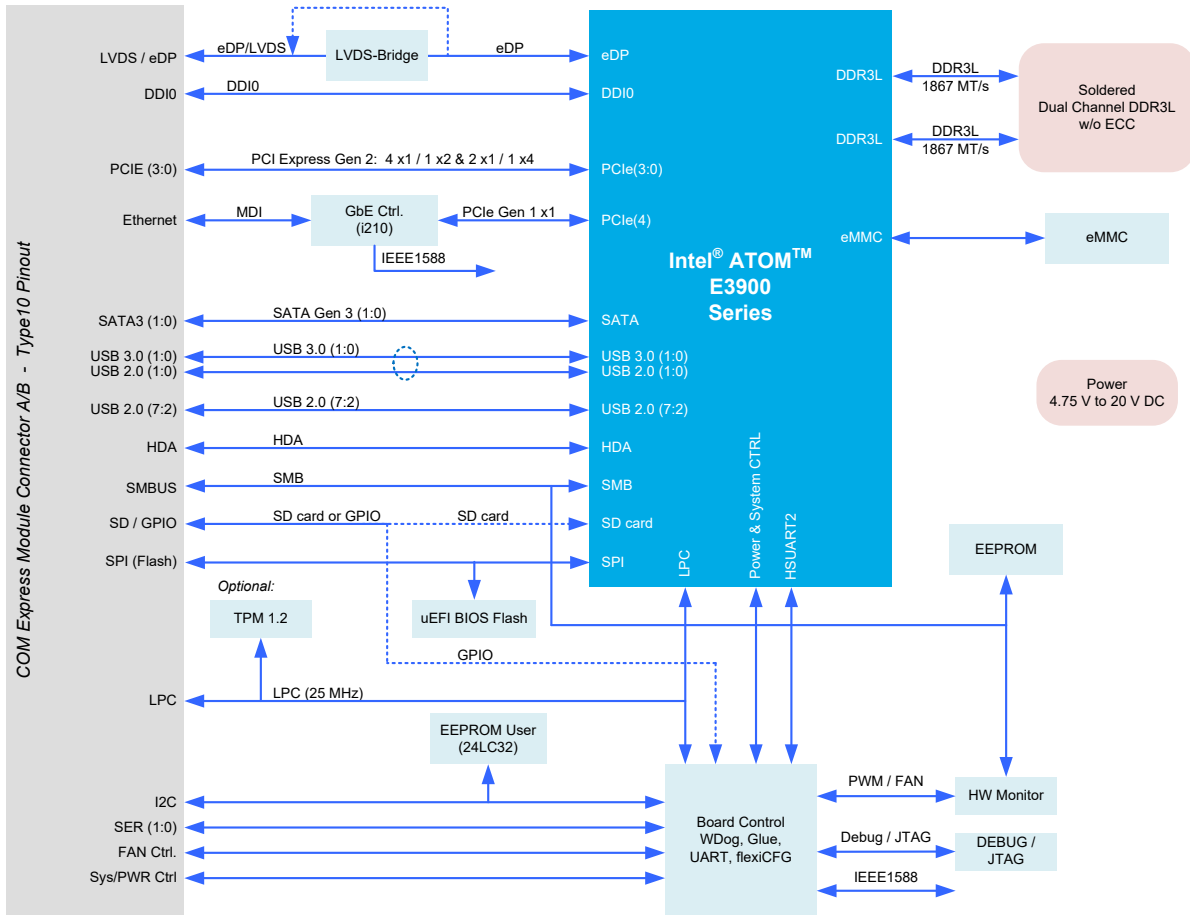 COM Express Module Connector A/B - Type10 Pinout
LVDS / eDP
eDP/LVDS
LVDS-Bridge
eDP
eDP
DDI0
DDI0
DDI0
PCIE (3:0)
PCI Express Gen 2: 4 x1 / 1 x2 & 2 x1 / 1 x4
PCIe(3:0)
Ethernet
MDI
GbE Ctrl.
(i210)
PCIe Gen 1 x1
PCIe(4)
IEEE1588
SATA3 (1:0)
SATA Gen 3 (1:0)
SATA
USB 3.0 (1:0)
USB 3.0 (1:0)
USB 3.0 (1:0)
USB 2.0 (1:0)
USB 2.0 (1:0)
USB 2.0 (7:2)
USB 2.0 (7:2)
USB 2.0 (7:2)
HDA
HDA
HDA
SMBUS
SMB
SMB
SD / GPIO
SD card or GPIO
SD card
SD card
SPI (Flash)
SPI
Intel® ATOM™
E3900
Series
DDR3L
DDR3L
1867 MT/s
DDR3L
DDR3L
1867 MT/s
Soldered
Dual Channel DDR3L
w/o ECC
eMMC
eMMC
Power
4.75 V to 20 V DC
LPC
Power & System CTRL
HSUART2
EEPROM
Optional:
TPM 1.2
uEFI BIOS Flash
GPIO
LPC
LPC (25 MHz)
EEPROM User
(24LC32)
I2C
SER (1:0)
FAN Ctrl.
Sys/PWR Ctrl
Board Control
WDog, Glue,
UART, flexiCFG
PWM / FAN
HW Monitor
Debug / JTAG
DEBUG /
JTAG
IEEE1588